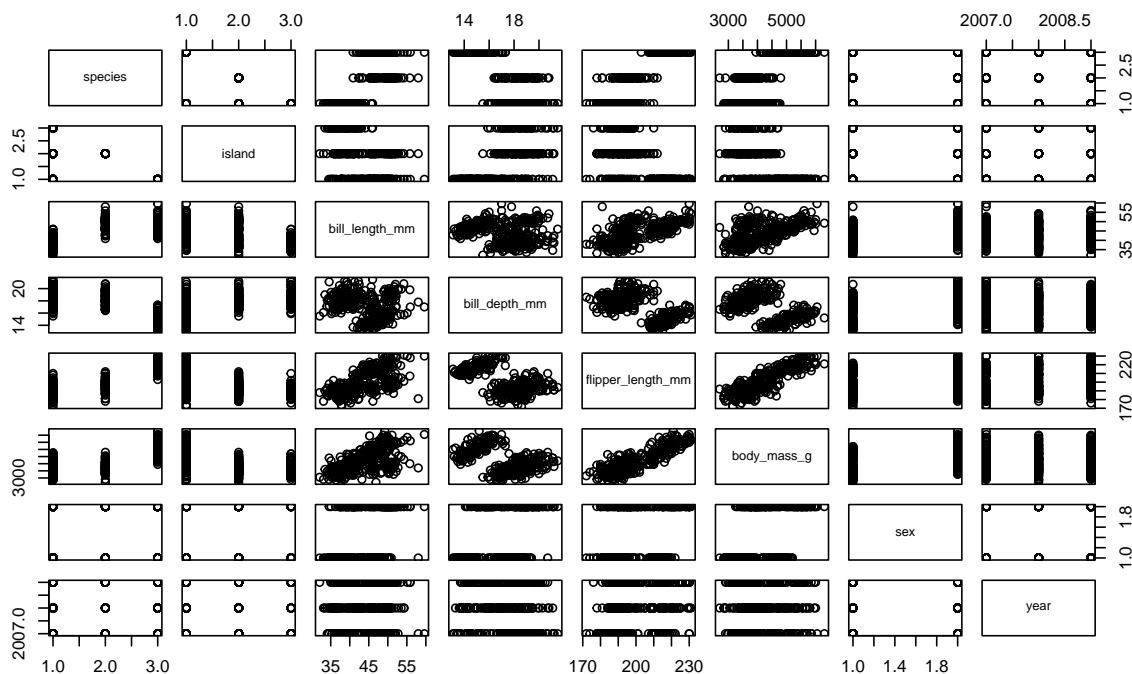 1.0 2.0 3.0 14 18 3000 5000 2007.0 2008.5
species 1.0 2.5
1.0 2.5 island
bill_length_mm 35 55
14 20 bill_depth_mm
flipper_length_mm 170 220
3000 body_mass_g
sex 1.0 1.8
2007.0 year
1.0 2.0 3.0 35 45 55 170 200 230 1.0 1.4 1.8